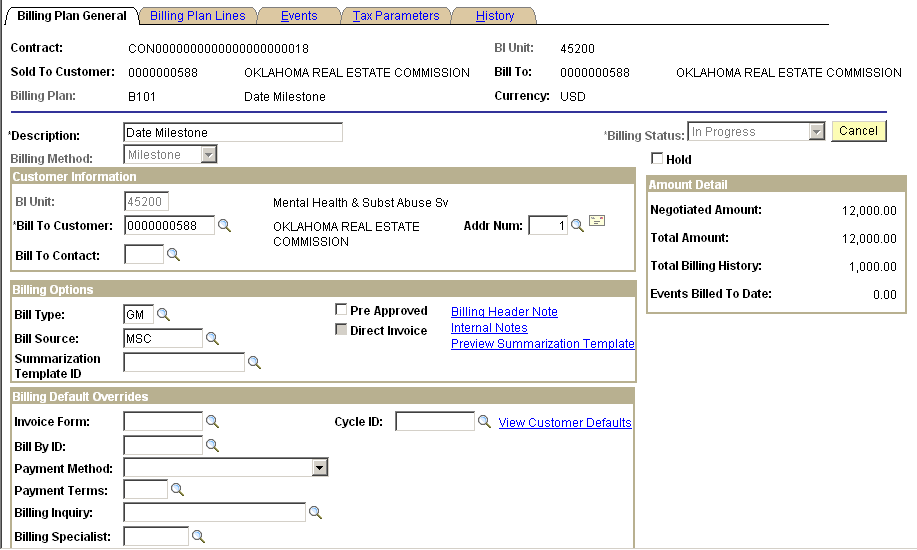 Billing Plan General Billing Plan Lines Events Tax Parameters History
Contract: CON0000000000000000000018 BI Unit: 45200
Sold To Customer: 0000000588 OKLAHOMA REAL ESTATE COMMISSION Bill To: 0000000588 OKLAHOMA REAL ESTATE COMMISSION
Billing Plan: B101 Date Milestone Currency: USD
*Description: Date Milestone *Billing Status: In Progress Cancel
Billing Method: Milestone Hold
Customer Information
BI Unit: 45200 Mental Health & Subst Abuse Sv
*Bill To Customer: 0000000588 OKLAHOMA REAL ESTATE COMMISSION Addr Num: 1
Bill To Contact:
Amount Detail
Negotiated Amount: 12,000.00
Total Amount: 12,000.00
Total Billing History: 1,000.00
Events Billed To Date: 0.00
Billing Options
Bill Type: GM Pre Approved Billing Header Note
Bill Source: MSC Direct Invoice Internal Notes
Preview Summarization Template
Summarization
Template ID
Billing Default Overrides
Invoice Form: Cycle ID: View Customer Defaults
Bill By ID:
Payment Method:
Payment Terms:
Billing Inquiry:
Billing Specialist: